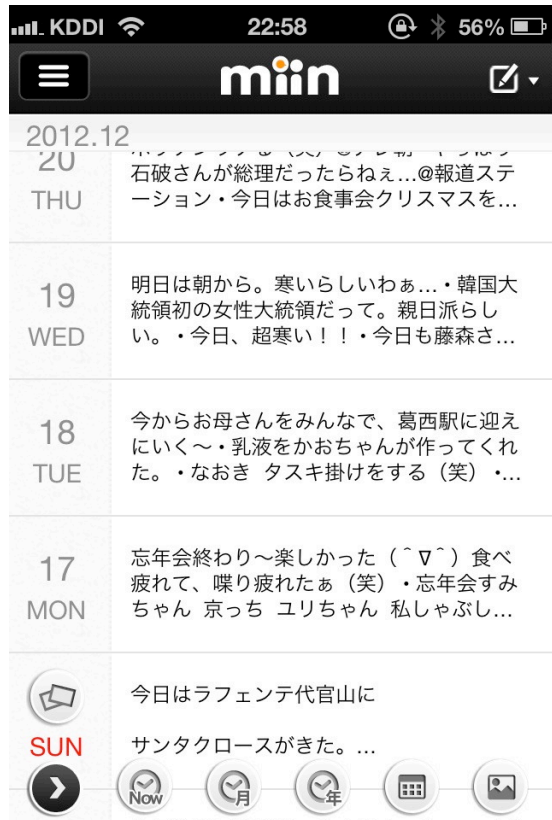 KDDI 22:58 56%
miin
2012.12
20
THU
石破さんが総理だったらねぇ…@報道ステ
ーション・今日はお食事会クリスマスを…
19
WED
明日は朝から。寒いらしいわぁ…・韓国大
統領初の女性大統領だって。親日派らし
い。・今日、超寒い！！・今日も藤森さ…
18
TUE
今からお母さんをみんなで、葛西駅に迎え
にいく〜・乳液をかおちゃんが作ってくれ
た。・なおき タスキ掛けをする（笑）・…
17
MON
忘年会終わり〜楽しかった（＾∇＾）食べ
疲れて、喋り疲れたぁ（笑）・忘年会すみ
ちゃん 京っち ユリちゃん 私しゃぶし…
SUN
今日はラフェンテ代官山に
サンタクロースがきた。…
Now 月 年